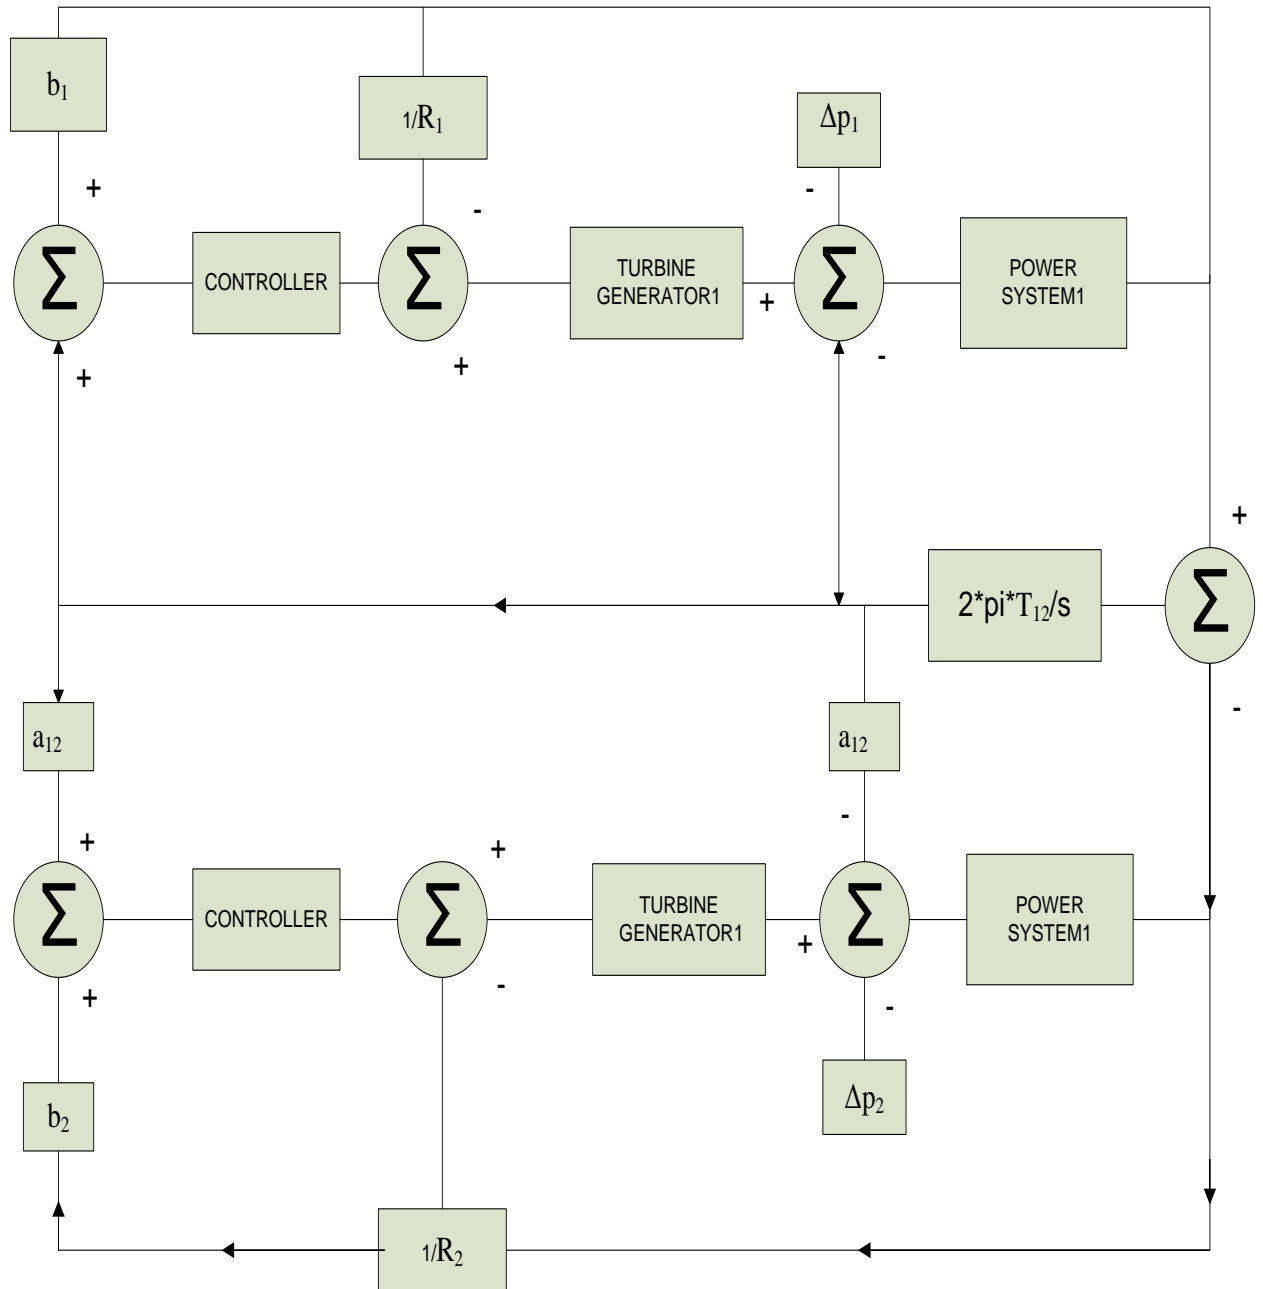 b₁
1/R₁
Δp₁
+
-
-
Σ
CONTROLLER
Σ
TURBINE
GENERATOR1
+
Σ
POWER
SYSTEM1
+
+
-
+
2*pi*T₁₂/s
Σ
-
a₁₂
a₁₂
+
+
-
Σ
CONTROLLER
Σ
TURBINE
GENERATOR1
+
Σ
POWER
SYSTEM1
+
-
-
b₂
Δp₂
1/R₂